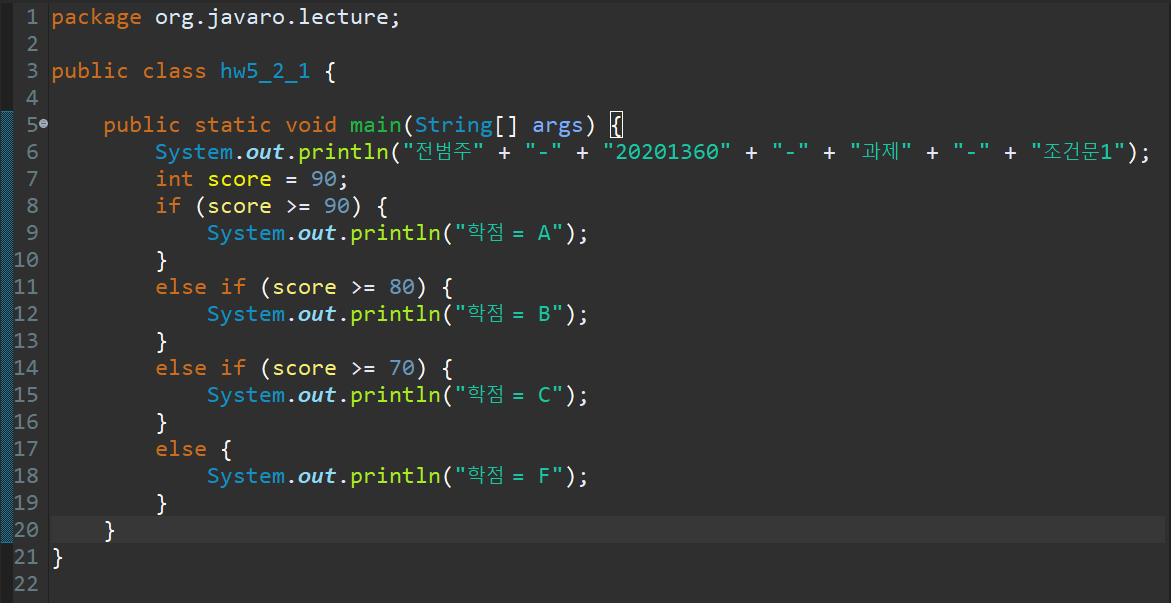 1 package org.javaro.lecture;
2
3 public class hw5_2_1 {
4
5     public static void main(String[] args) {
6         System.out.println("전범주" + "-" + "20201360" + "-" + "과제" + "-" + "조건문1");
7         int score = 90;
8         if (score >= 90) {
9             System.out.println("학점 = A");
10         }
11         else if (score >= 80) {
12             System.out.println("학점 = B");
13         }
14         else if (score >= 70) {
15             System.out.println("학점 = C");
16         }
17         else {
18             System.out.println("학점 = F");
19         }
20     }
21 }
22